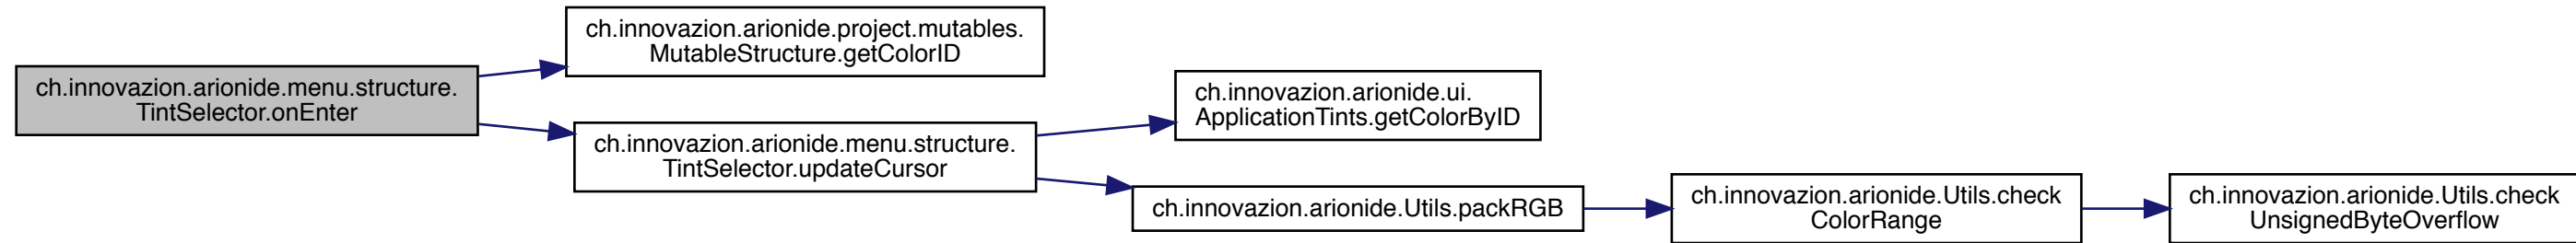 ch.innovazion.arionide.menu.structure.
TintSelector.onEnter
ch.innovazion.arionide.project.mutables.
MutableStructure.getColorID
ch.innovazion.arionide.menu.structure.
TintSelector.updateCursor
ch.innovazion.arionide.ui.
ApplicationTints.getColorByID
ch.innovazion.arionide.Utils.packRGB
ch.innovazion.arionide.Utils.check
ColorRange
ch.innovazion.arionide.Utils.check
UnsignedByteOverflow